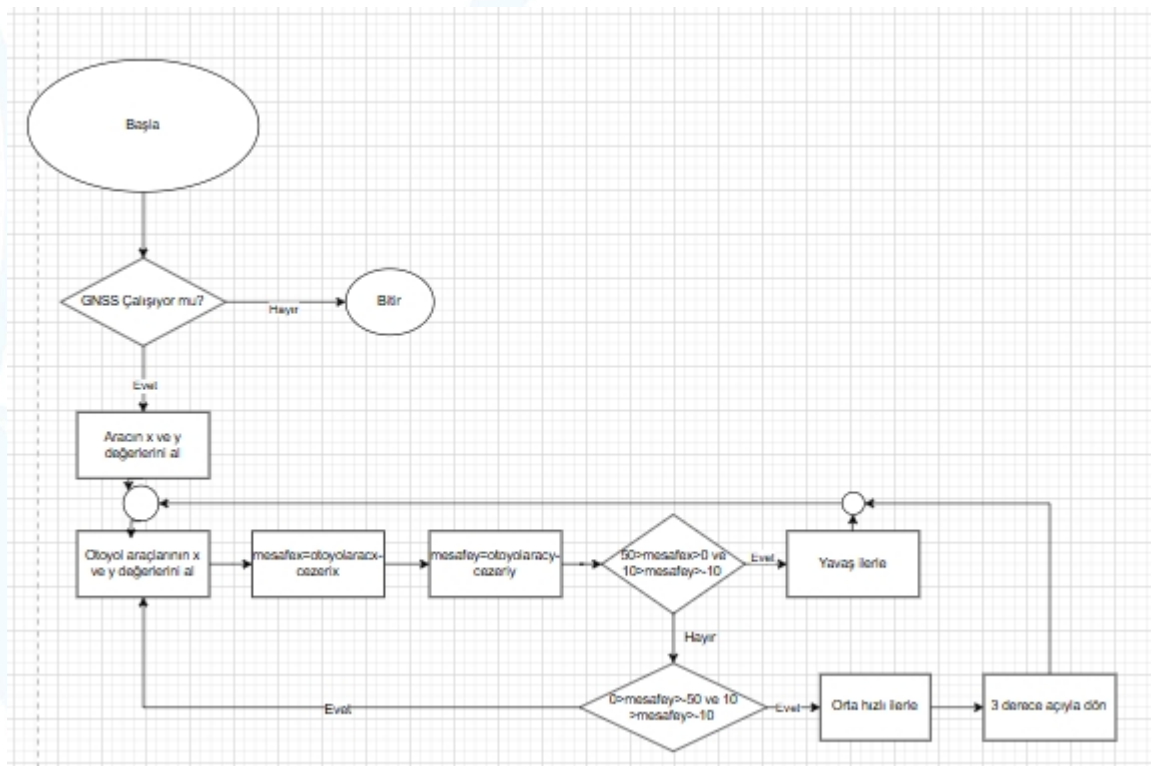 Başla
GNSS Çalışıyor mu?
Hayır
Bitir
Evet
Aracın x ve y
değerlerini al
Otoyol araçlarının x
ve y değerlerini al
mesafex=otoyolaracx-
cezerix
mesafey=otoyolaracy-
cezeriy
50>mesafex>0 ve
10>mesafey>-10
Evet
Yavaş ilerle
Hayır
0>mesafey>-50 ve 10
>mesafey>-10
Evet
Evet
Orta hızlı ilerle
3 derece açıyla dön